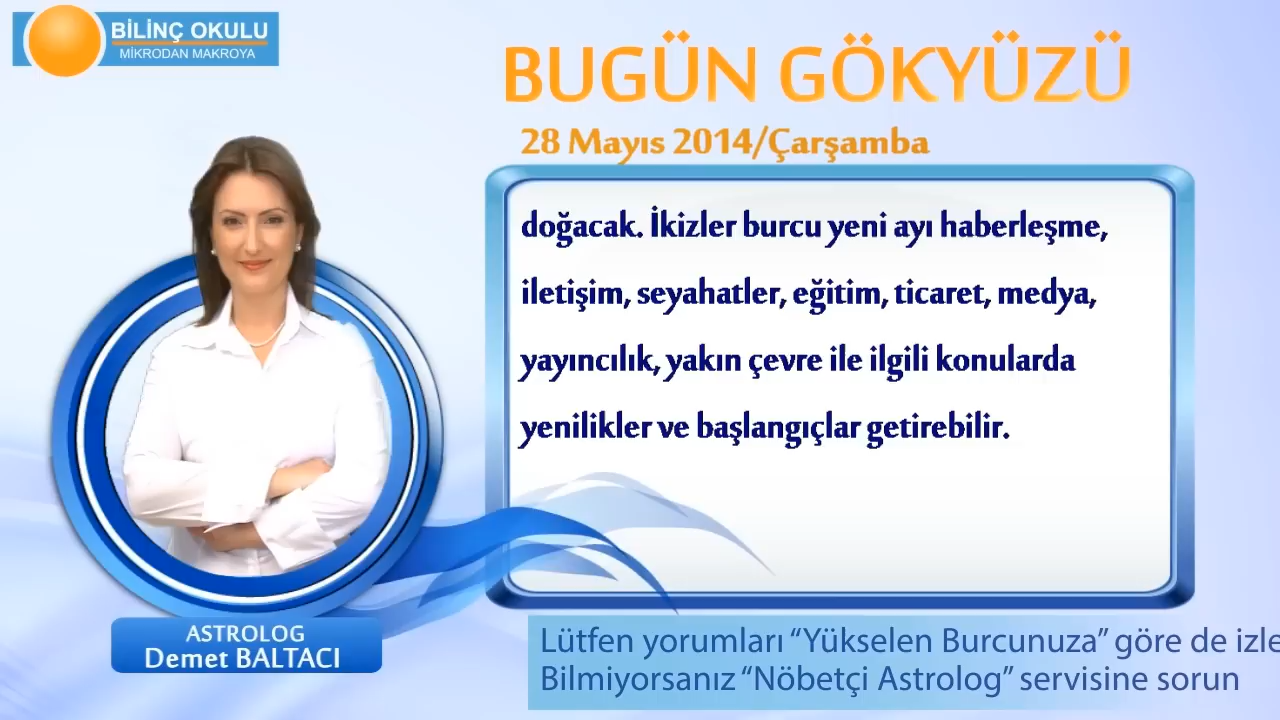 BİLİNÇ OKULU
MİKRODAN MAKROYA
BUGÜN GÖKYÜZÜ
28 Mayıs 2014/Çarşamba
doğacak. İkizler burcu yeni ayı haberleşme,
iletişim, seyahatler, eğitim, ticaret, medya,
yayıncılık, yakın çevre ile ilgili konularda
yenilikler ve başlangıçlar getirebilir.
ASTROLOG
Demet BALTACI
Lütfen yorumları “Yükselen Burcunuza” göre de izle
Bilmiyorsanız “Nöbetçi Astrolog” servisine sorun